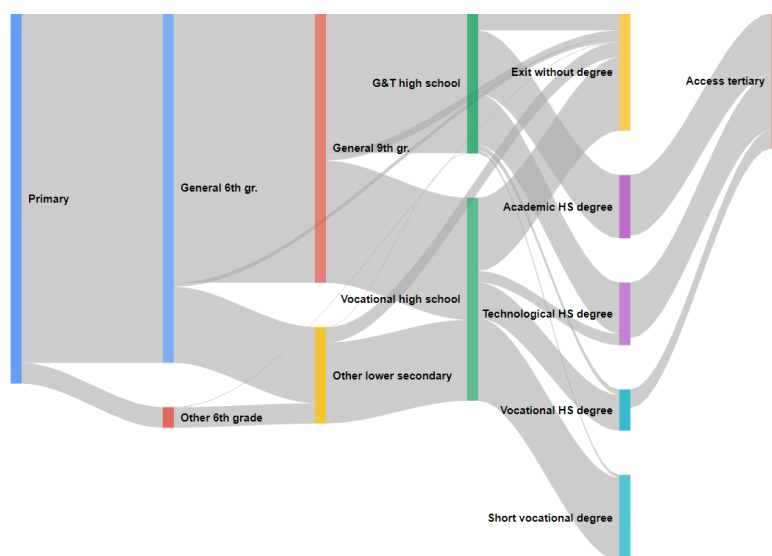 Primary
General 6th gr.
Other 6th grade
General 9th gr.
Other lower secondary
G&T high school
Vocational high school
Exit without degree
Academic HS degree
Technological HS degree
Vocational HS degree
Short vocational degree
Access tertiary